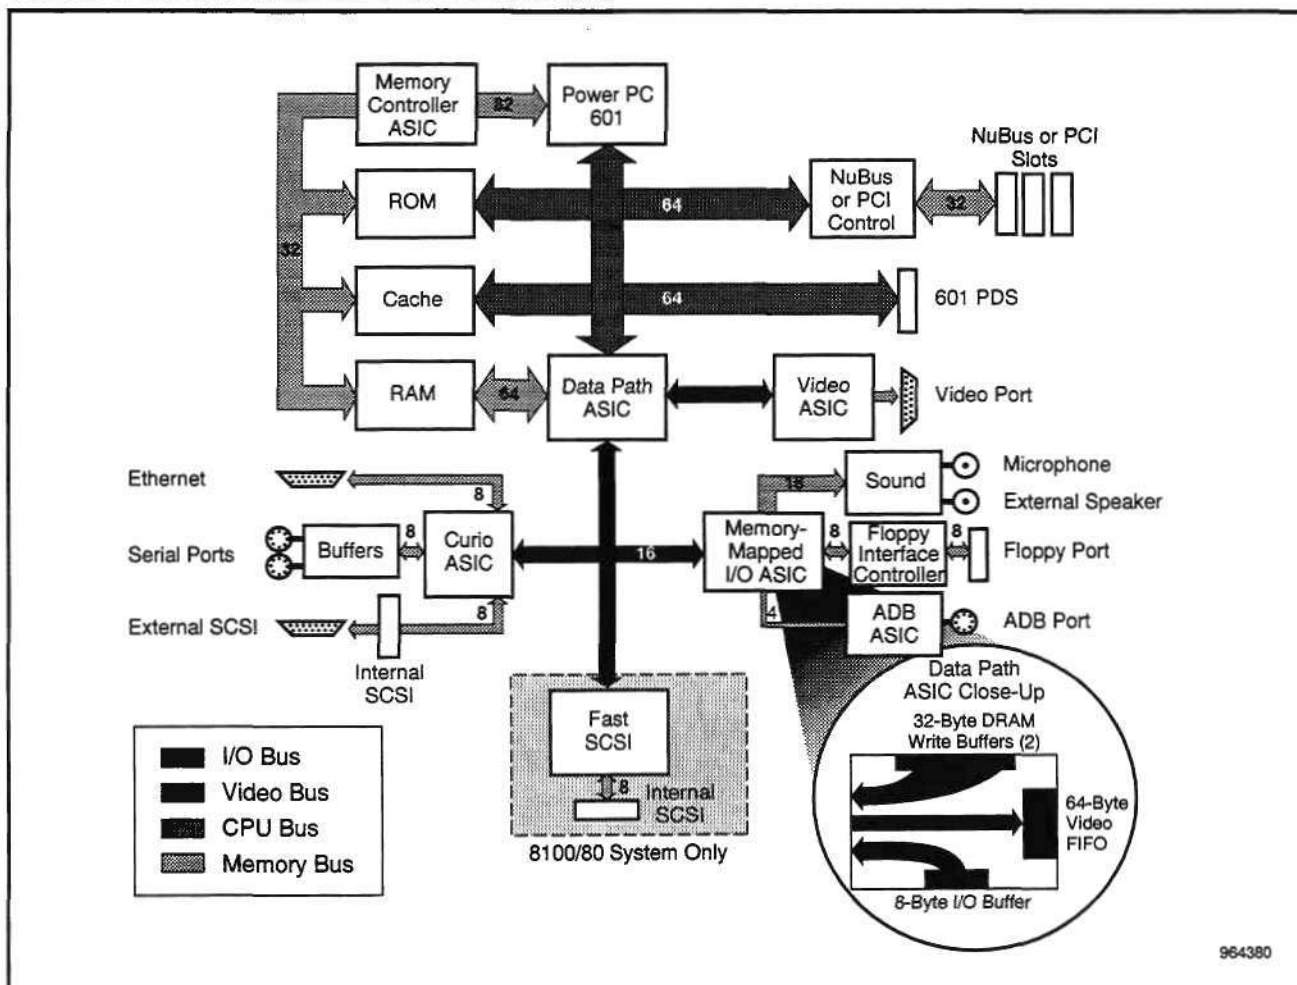 Memory
Controller
ASIC
32
Power PC
601
NuBus or PCI
Slots
ROM
64
NuBus
or PCI
Control
32
32
Cache
64
601 PDS
RAM
64
Data Path
ASIC
Video
ASIC
Video Port
Ethernet
8
16
Sound
Microphone
External Speaker
Serial Ports
Buffers
8
Curio
ASIC
16
Memory-
Mapped
I/O ASIC
8
Floppy
Interface
Controller
8
Floppy Port
External SCSI
8
Internal
SCSI
4
ADB
ASIC
ADB Port
Fast
SCSI
8
Internal
SCSI
8100/80 System Only
Data Path
ASIC Close-Up
32-Byte DRAM
Write Buffers (2)
64-Byte
Video
FIFO
8-Byte I/O Buffer
I/O Bus
Video Bus
CPU Bus
Memory Bus
964380